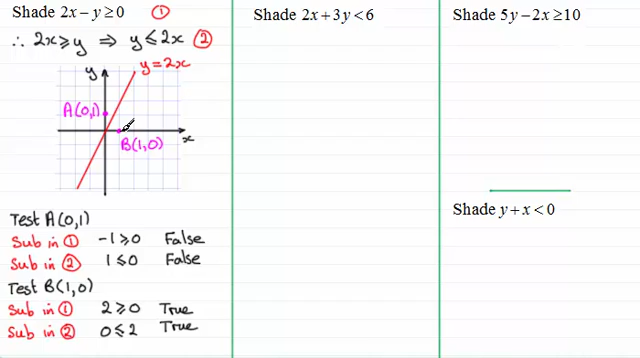 Shade 2x − y ≥ 0 ①
∴ 2x ≥ y ⇒ y ≤ 2x ②
y
y = 2x
A(0,1)
x
B(1,0)
Test A(0,1)
Sub in ① -1 ≥ 0 False
Sub in ② 1 ≤ 0 False
Test B(1,0)
Sub in ① 2 ≥ 0 True
Sub in ② 0 ≤ 2 True
Shade 2x + 3y < 6
Shade 5y − 2x ≥ 10
Shade y + x < 0